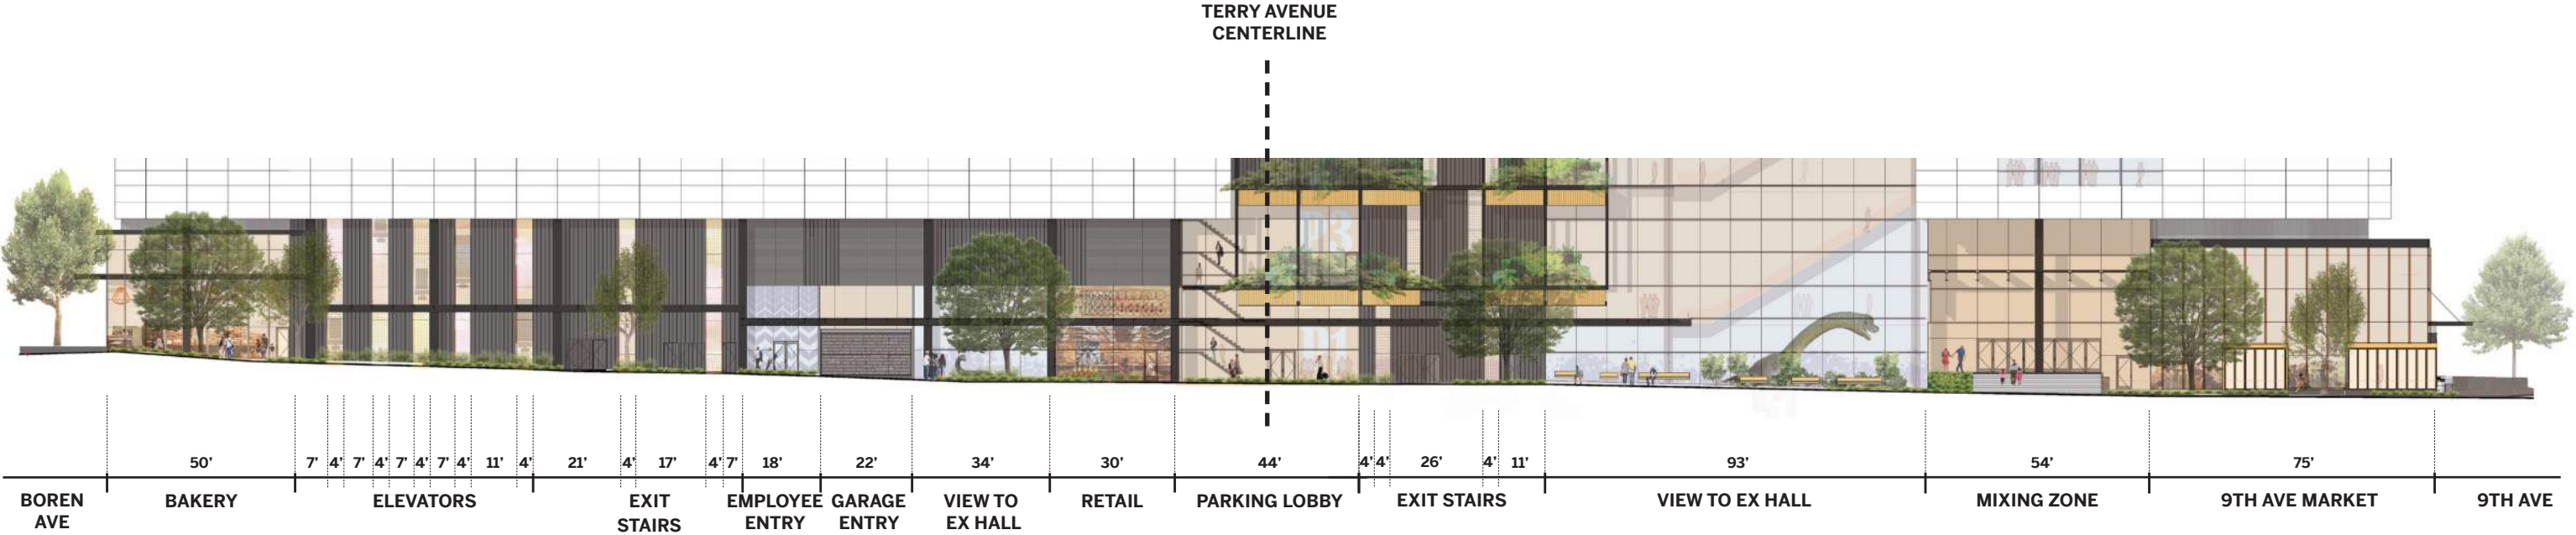 TERRY AVENUE
CENTERLINE
P3
P1
50' 7' 4' 7' 4' 7' 4' 7' 4' 11' 4' 21' 4' 17' 4' 7' 18' 22' 34' 30' 44' 4' 4' 26' 4' 11' 93' 54' 75'
BOREN
AVE
BAKERY
ELEVATORS
EXIT
STAIRS
EMPLOYEE
ENTRY
GARAGE
ENTRY
VIEW TO
EX HALL
RETAIL
PARKING LOBBY
EXIT STAIRS
VIEW TO EX HALL
MIXING ZONE
9TH AVE MARKET
9TH AVE